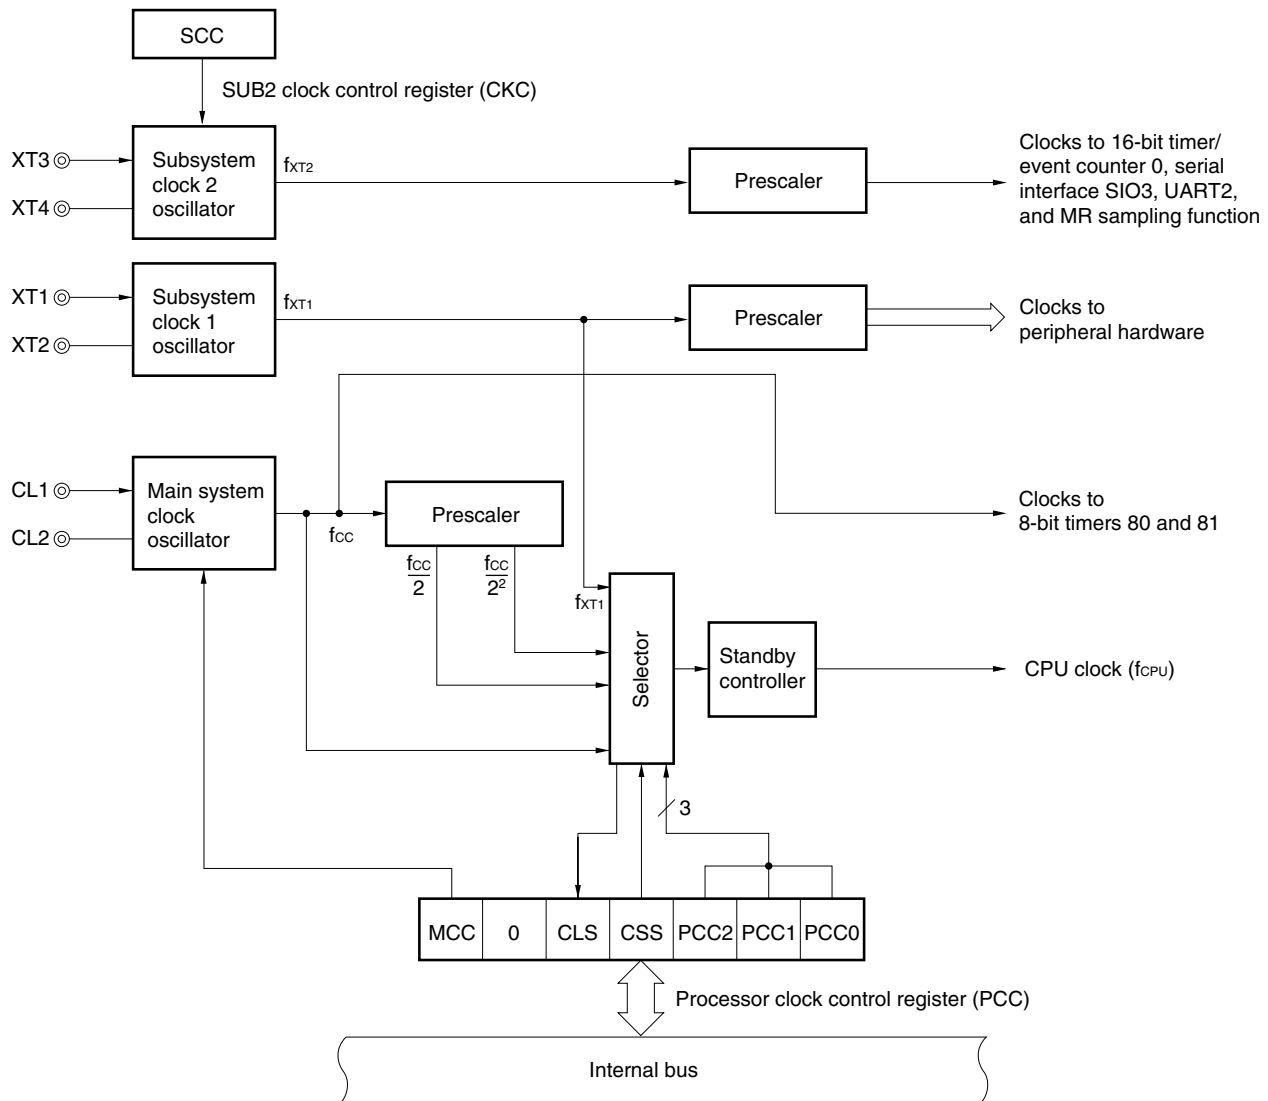 SCC
SUB2 clock control register (CKC)
XT3
XT4
Subsystem
clock 2
oscillator
fXT2
Prescaler
Clocks to 16-bit timer/
event counter 0, serial
interface SIO3, UART2,
and MR sampling function
XT1
XT2
Subsystem
clock 1
oscillator
fXT1
Prescaler
Clocks to
peripheral hardware
CL1
CL2
Main system
clock
oscillator
fCC
Prescaler
Clocks to
8-bit timers 80 and 81
fCC
2
fCC
2²
fXT1
Selector
Standby
controller
CPU clock (fCPU)
3
MCC 0 CLS CSS PCC2 PCC1 PCC0
Processor clock control register (PCC)
Internal bus